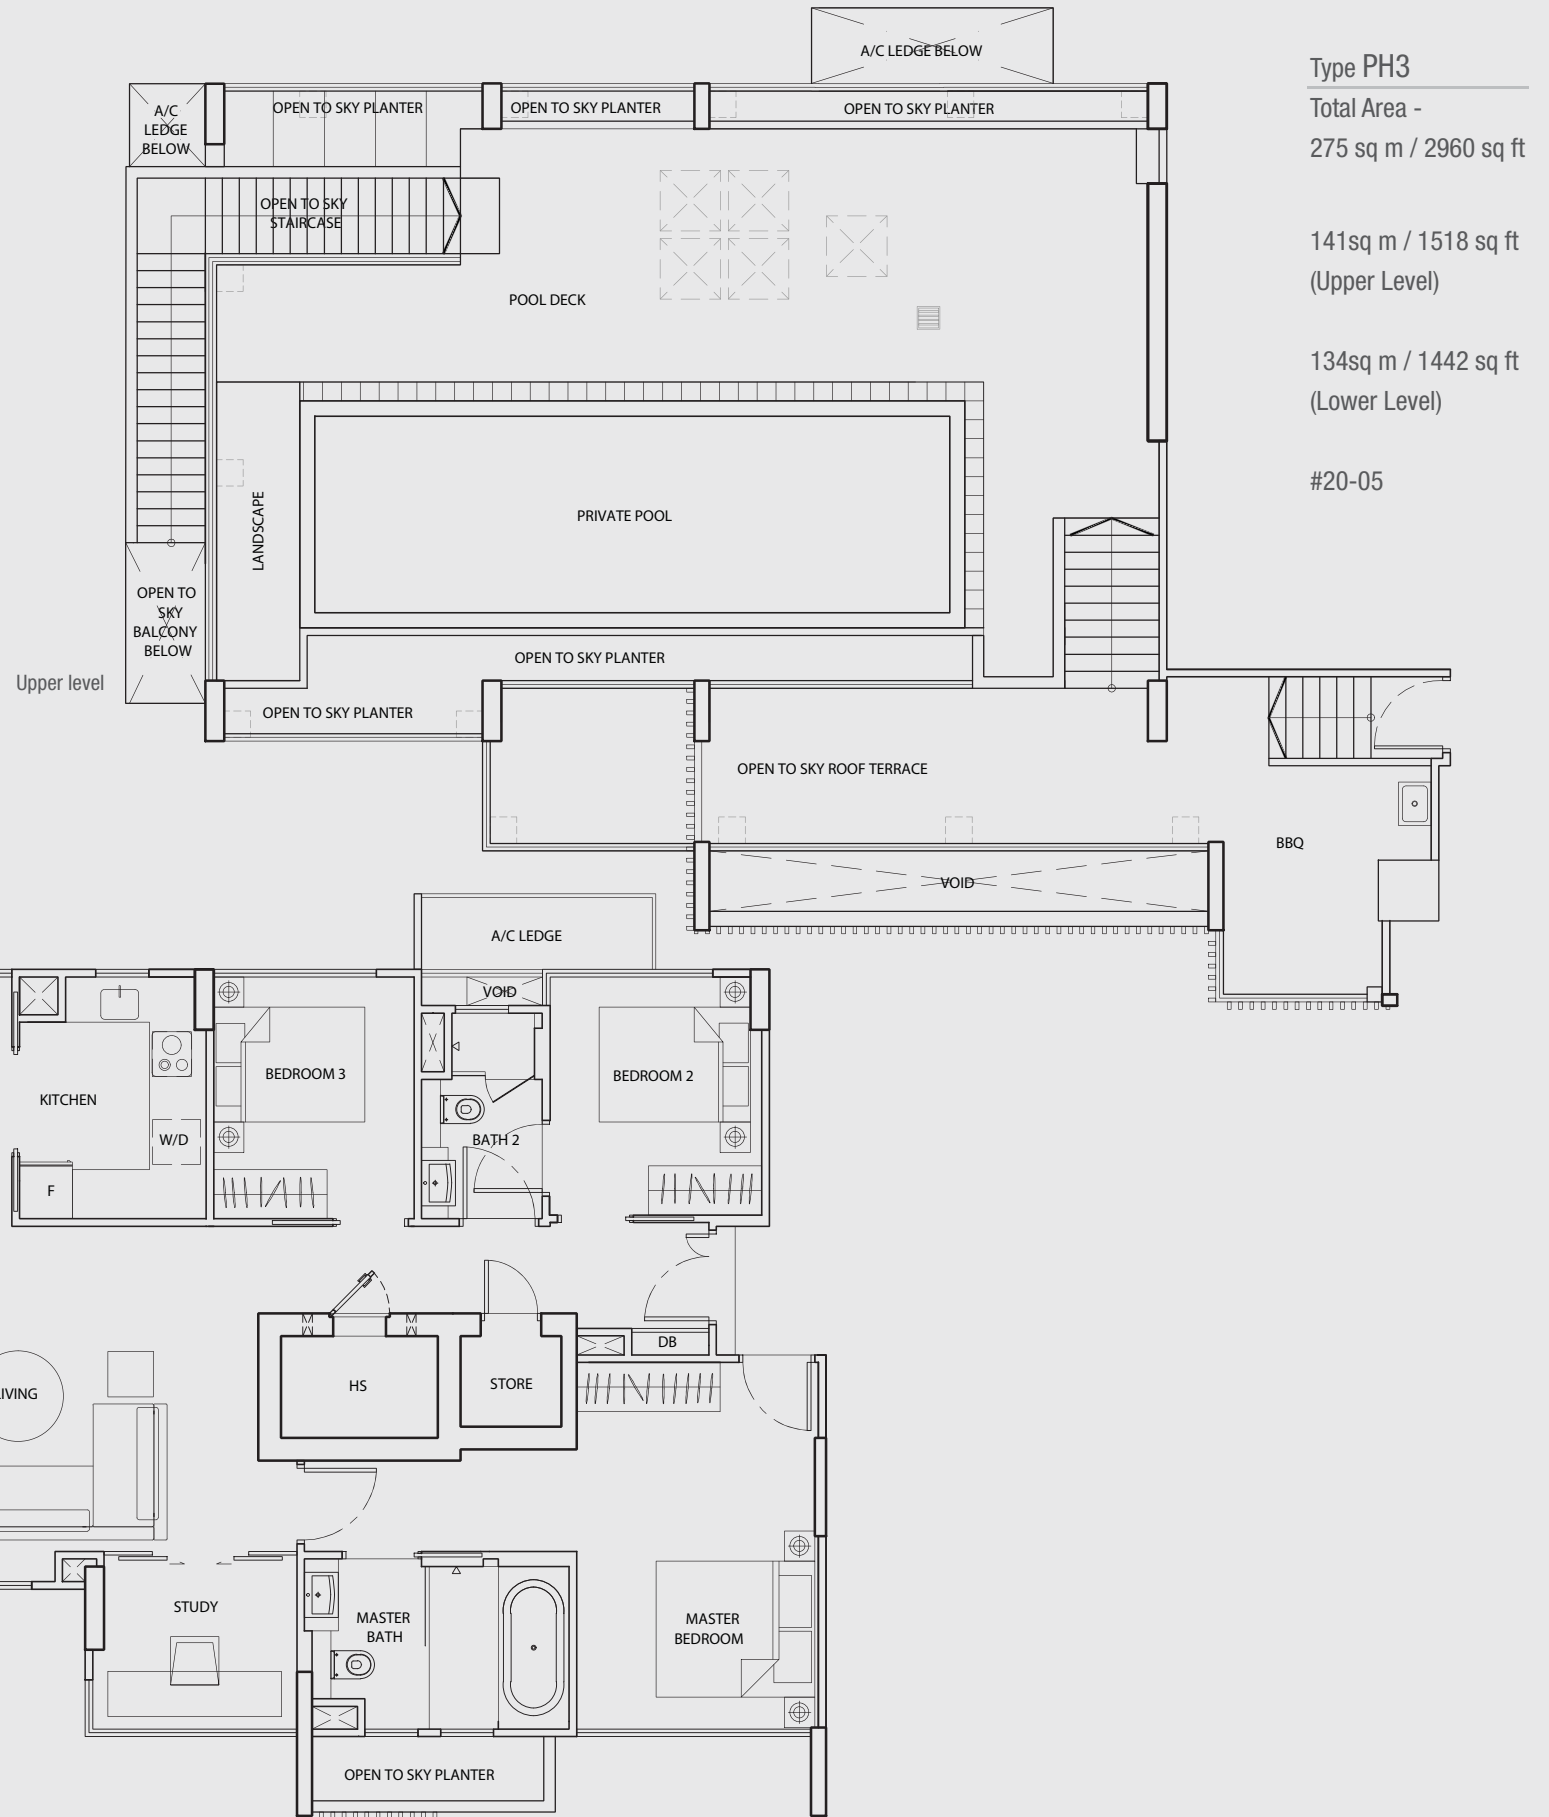 A/C LEDGE BELOW
Type PH3
Total Area -
275 sq m / 2960 sq ft
141sq m / 1518 sq ft
(Upper Level)
134sq m / 1442 sq ft
(Lower Level)
#20-05
A/C
LEDGE
BELOW
OPEN TO SKY PLANTER
OPEN TO SKY PLANTER
OPEN TO SKY PLANTER
OPEN TO SKY
STAIRCASE
POOL DECK
LANDSCAPE
PRIVATE POOL
OPEN TO
SKY
BALCONY
BELOW
OPEN TO SKY PLANTER
Upper level
OPEN TO SKY PLANTER
OPEN TO SKY ROOF TERRACE
BBQ
VOID
A/C LEDGE
VOID
BEDROOM 3
BEDROOM 2
KITCHEN
W/D
BATH 2
F
DB
HS
STORE
IVING
STUDY
MASTER
BATH
MASTER
BEDROOM
OPEN TO SKY PLANTER